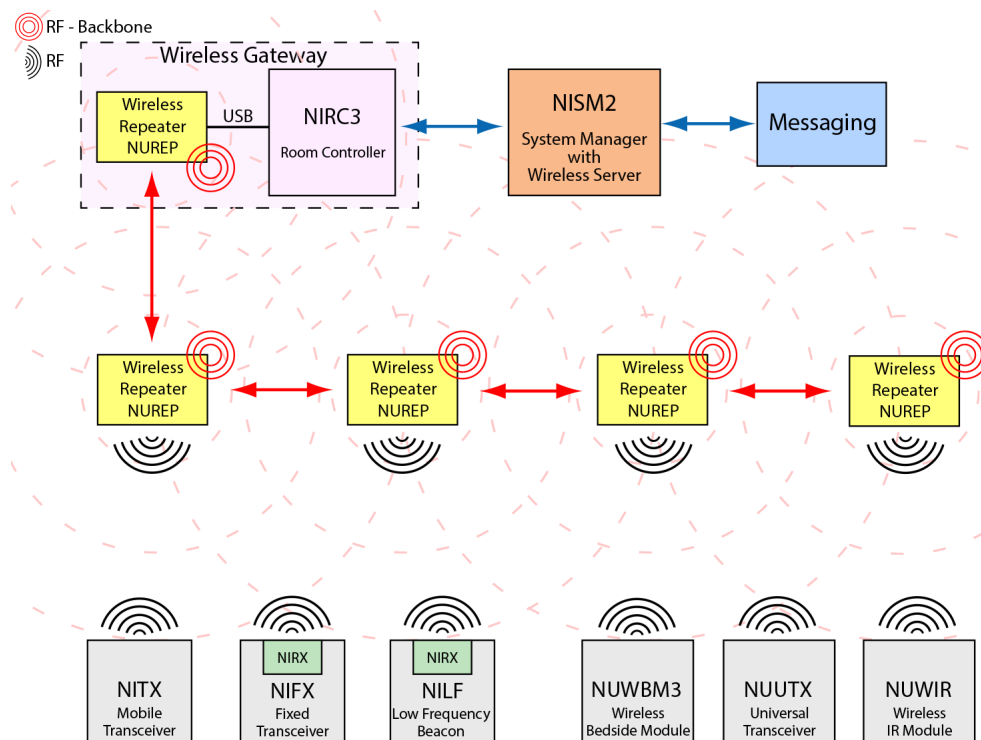 RF - Backbone
RF
Wireless Gateway
Wireless
Repeater
NUREP
USB
NIRC3
Room Controller
NISM2
System Manager
with
Wireless Server
Messaging
Wireless
Repeater
NUREP
Wireless
Repeater
NUREP
Wireless
Repeater
NUREP
Wireless
Repeater
NUREP
NITX
Mobile
Transceiver
NIRX
NIFX
Fixed
Transceiver
NIRX
NILF
Low Frequency
Beacon
NUWBM3
Wireless
Bedside Module
NUUTX
Universal
Transceiver
NUWIR
Wireless
IR Module